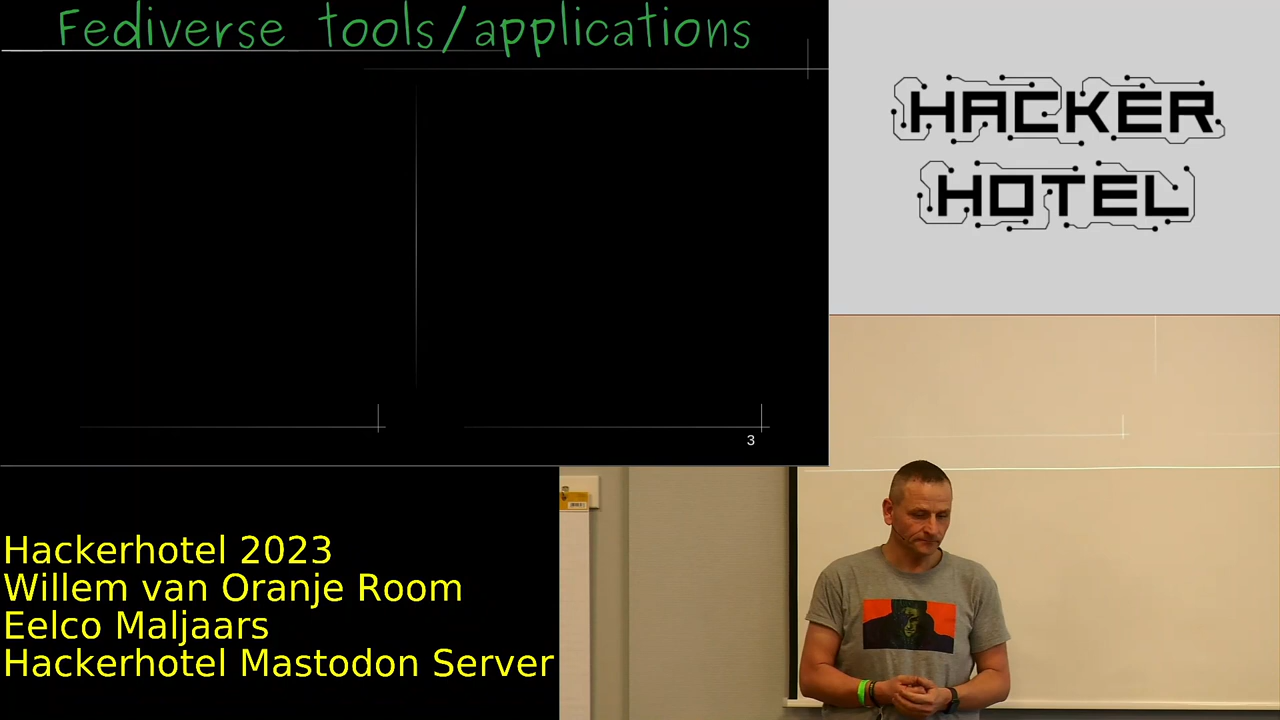 Fediverse tools/applications
3
HACKER
HOTEL
Hackerhotel 2023
Willem van Oranje Room
Eelco Maljaars
Hackerhotel Mastodon Server